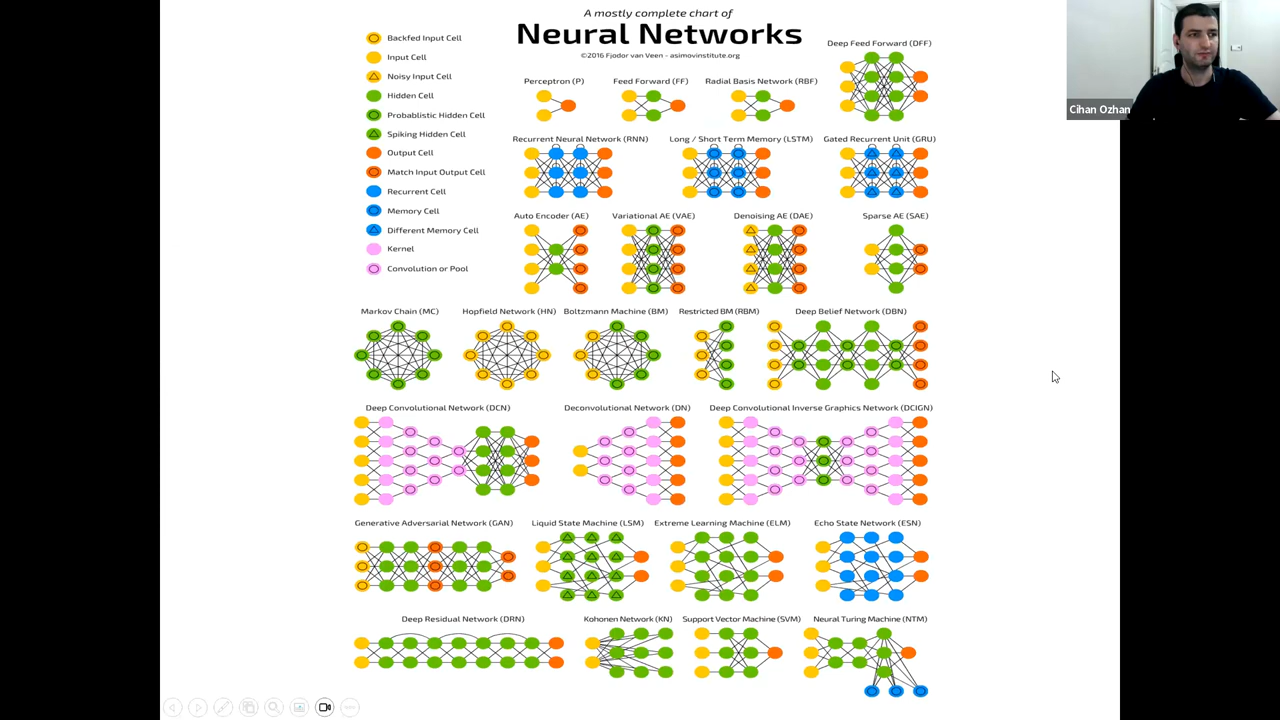 A mostly complete chart of
Neural Networks
©2016 Fjodor van Veen - asimovinstitute.org
Backfed Input Cell
Input Cell
Noisy Input Cell
Hidden Cell
Probablistic Hidden Cell
Spiking Hidden Cell
Output Cell
Match Input Output Cell
Recurrent Cell
Memory Cell
Different Memory Cell
Kernel
Convolution or Pool
Cihan Ozhan
Deep Feed Forward (DFF)
Perceptron (P) Feed Forward (FF) Radial Basis Network (RBF)
Recurrent Neural Network (RNN) Long / Short Term Memory (LSTM) Gated Recurrent Unit (GRU)
Auto Encoder (AE) Variational AE (VAE) Denoising AE (DAE) Sparse AE (SAE)
Markov Chain (MC) Hopfield Network (HN) Boltzmann Machine (BM) Restricted BM (RBM) Deep Belief Network (DBN)
Deep Convolutional Network (DCN) Deconvolutional Network (DN) Deep Convolutional Inverse Graphics Network (DCIGN)
Generative Adversarial Network (GAN) Liquid State Machine (LSM) Extreme Learning Machine (ELM) Echo State Network (ESN)
Deep Residual Network (DRN) Kohonen Network (KN) Support Vector Machine (SVM) Neural Turing Machine (NTM)